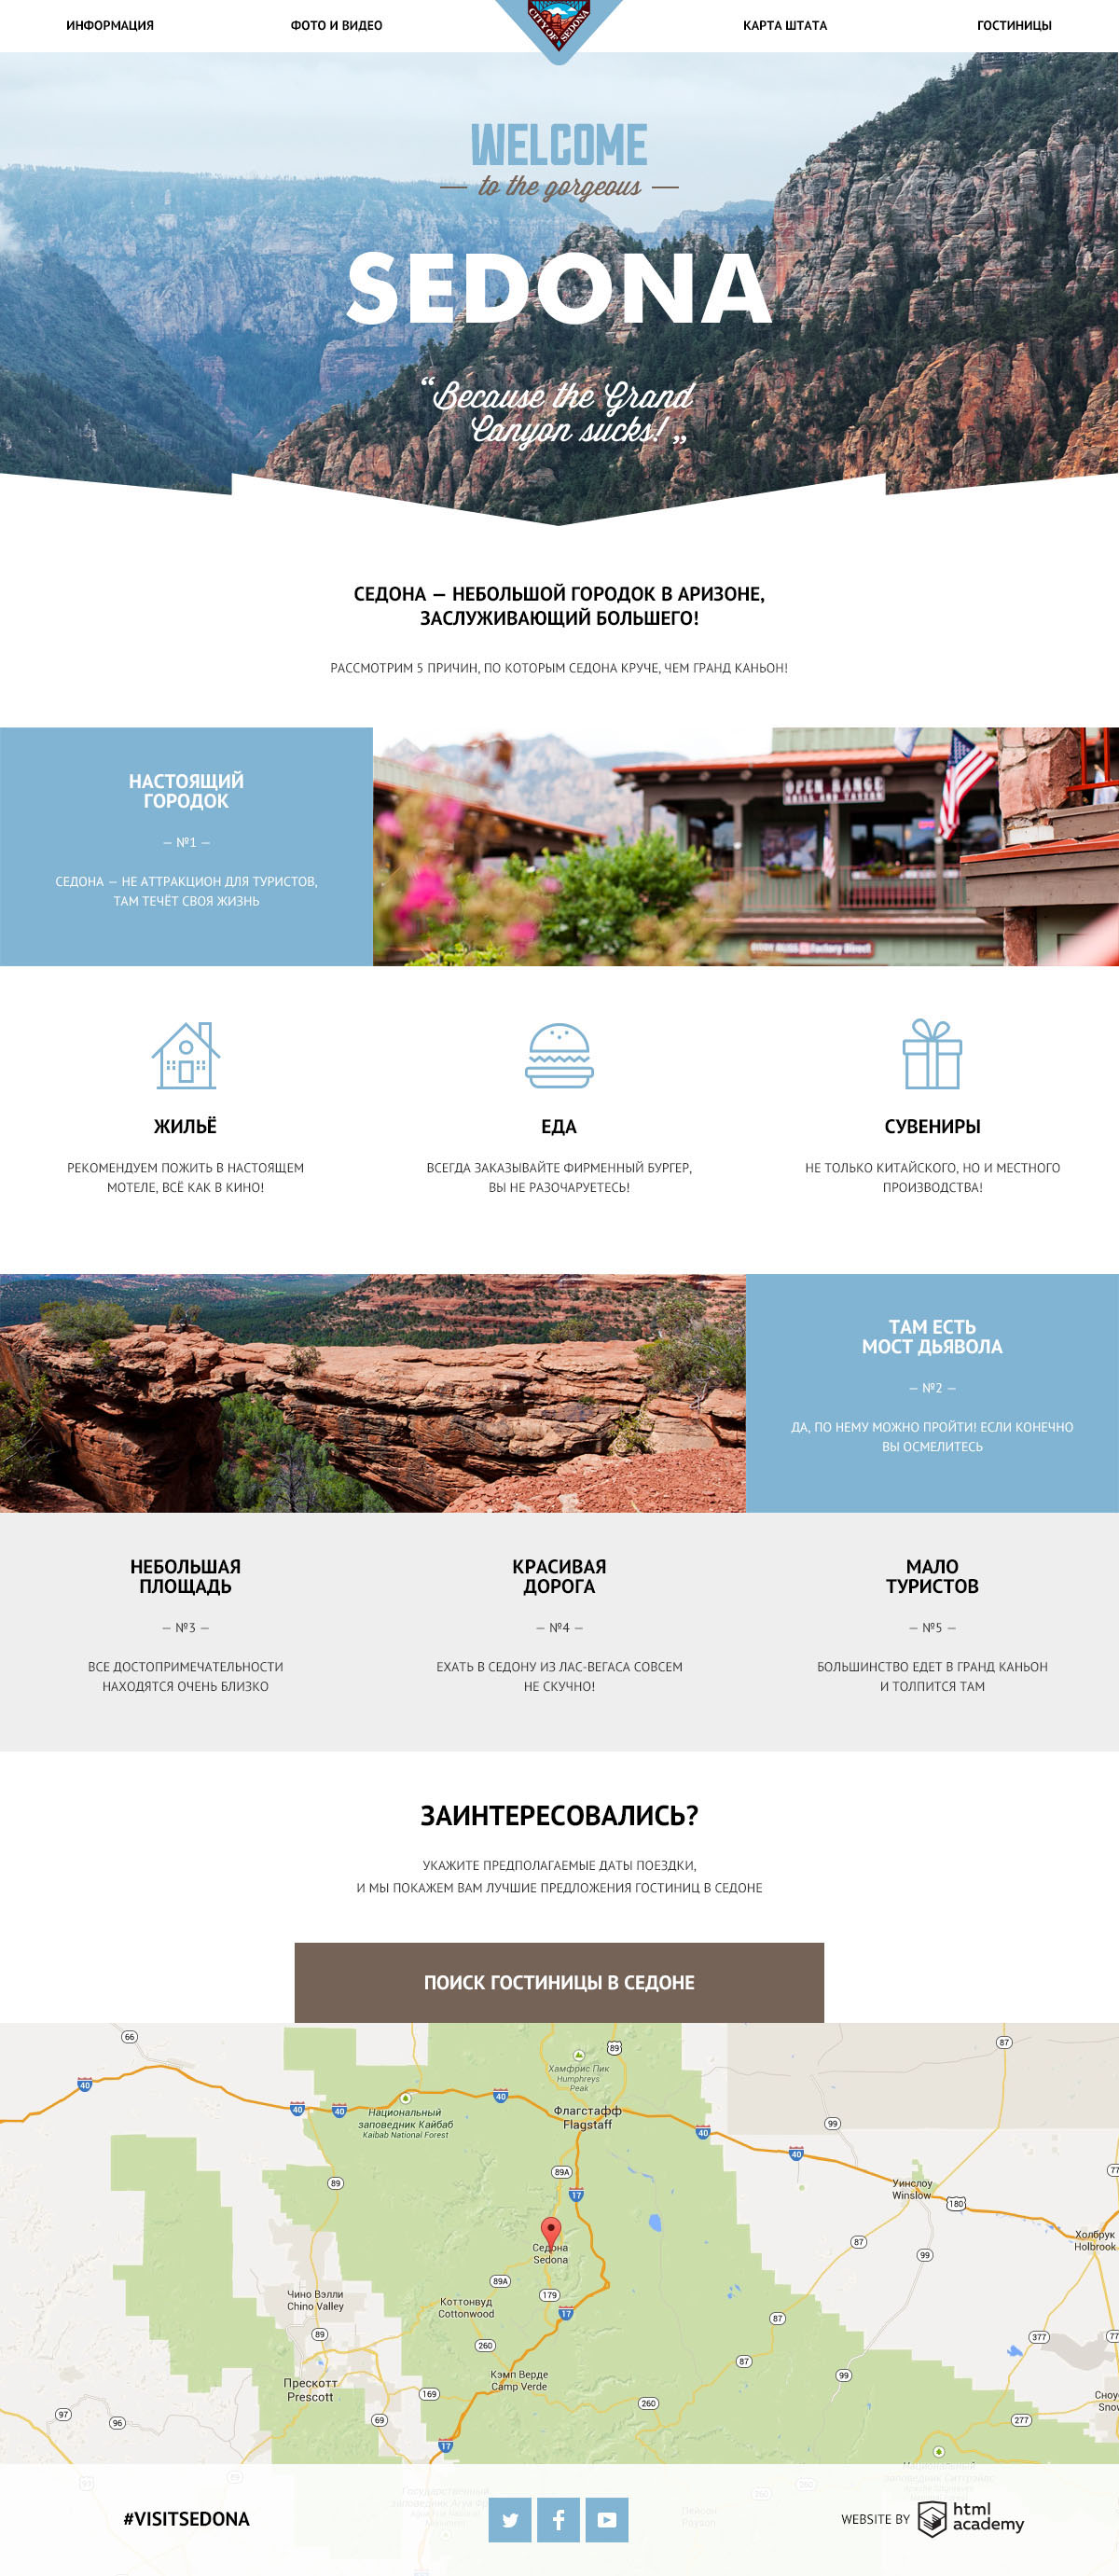 ИНФОРМАЦИЯ
ФОТО И ВИДЕО
CITY OF SEDONA
КАРТА ШТАТА
ГОСТИНИЦЫ
WELCOME
— to the gorgeous —
SEDONA
“Because the Grand
Canyon sucks!„
СЕДОНА — НЕБОЛЬШОЙ ГОРОДОК В АРИЗОНЕ,
ЗАСЛУЖИВАЮЩИЙ БОЛЬШЕГО!
РАССМОТРИМ 5 ПРИЧИН, ПО КОТОРЫМ СЕДОНА КРУЧЕ, ЧЕМ ГРАНД КАНЬОН!
НАСТОЯЩИЙ
ГОРОДОК
— №1 —
СЕДОНА — НЕ АТТРАКЦИОН ДЛЯ ТУРИСТОВ,
ТАМ ТЕЧЁТ СВОЯ ЖИЗНЬ
OPEN RANGE
GRILL AND TAVERN
Factory Direct
ЖИЛЬЁ
РЕКОМЕНДУЕМ ПОЖИТЬ В НАСТОЯЩЕМ
МОТЕЛЕ, ВСЁ КАК В КИНО!
ЕДА
ВСЕГДА ЗАКАЗЫВАЙТЕ ФИРМЕННЫЙ БУРГЕР,
ВЫ НЕ РАЗОЧАРУЕТЕСЬ!
СУВЕНИРЫ
НЕ ТОЛЬКО КИТАЙСКОГО, НО И МЕСТНОГО
ПРОИЗВОДСТВА!
ТАМ ЕСТЬ
МОСТ ДЬЯВОЛА
— №2 —
ДА, ПО НЕМУ МОЖНО ПРОЙТИ! ЕСЛИ КОНЕЧНО
ВЫ ОСМЕЛИТЕСЬ
НЕБОЛЬШАЯ
ПЛОЩАДЬ
— №3 —
ВСЕ ДОСТОПРИМЕЧАТЕЛЬНОСТИ
НАХОДЯТСЯ ОЧЕНЬ БЛИЗКО
КРАСИВАЯ
ДОРОГА
— №4 —
ЕХАТЬ В СЕДОНУ ИЗ ЛАС-ВЕГАСА СОВСЕМ
НЕ СКУЧНО!
МАЛО
ТУРИСТОВ
— №5 —
БОЛЬШИНСТВО ЕДЕТ В ГРАНД КАНЬОН
И ТОЛПИТСЯ ТАМ
ЗАИНТЕРЕСОВАЛИСЬ?
УКАЖИТЕ ПРЕДПОЛАГАЕМЫЕ ДАТЫ ПОЕЗДКИ,
И МЫ ПОКАЖЕМ ВАМ ЛУЧШИЕ ПРЕДЛОЖЕНИЯ ГОСТИНИЦ В СЕДОНЕ
ПОИСК ГОСТИНИЦЫ В СЕДОНЕ
66
89
87
Хамфрис Пик
Humphreys
Peak
40
40
40
40
Национальный
заповедник Кайбаб
Kaibab National Forest
Флагстафф
Flagstaff
99
40
40
89
89A
77
17
Уинслоу
Winslow
180
Седона
Sedona
87
99
Холбрук
Holbrook
89A
179
Чино Вэлли
Chino Valley
Коттонвуд
Cottonwood
17
87
89
260
377
77
87
Кэмп Верде
Camp Verde
99
Прескотт
Prescott
169
260
97
96
69
277
17
#VISITSEDONA
WEBSITE BY
html
academy